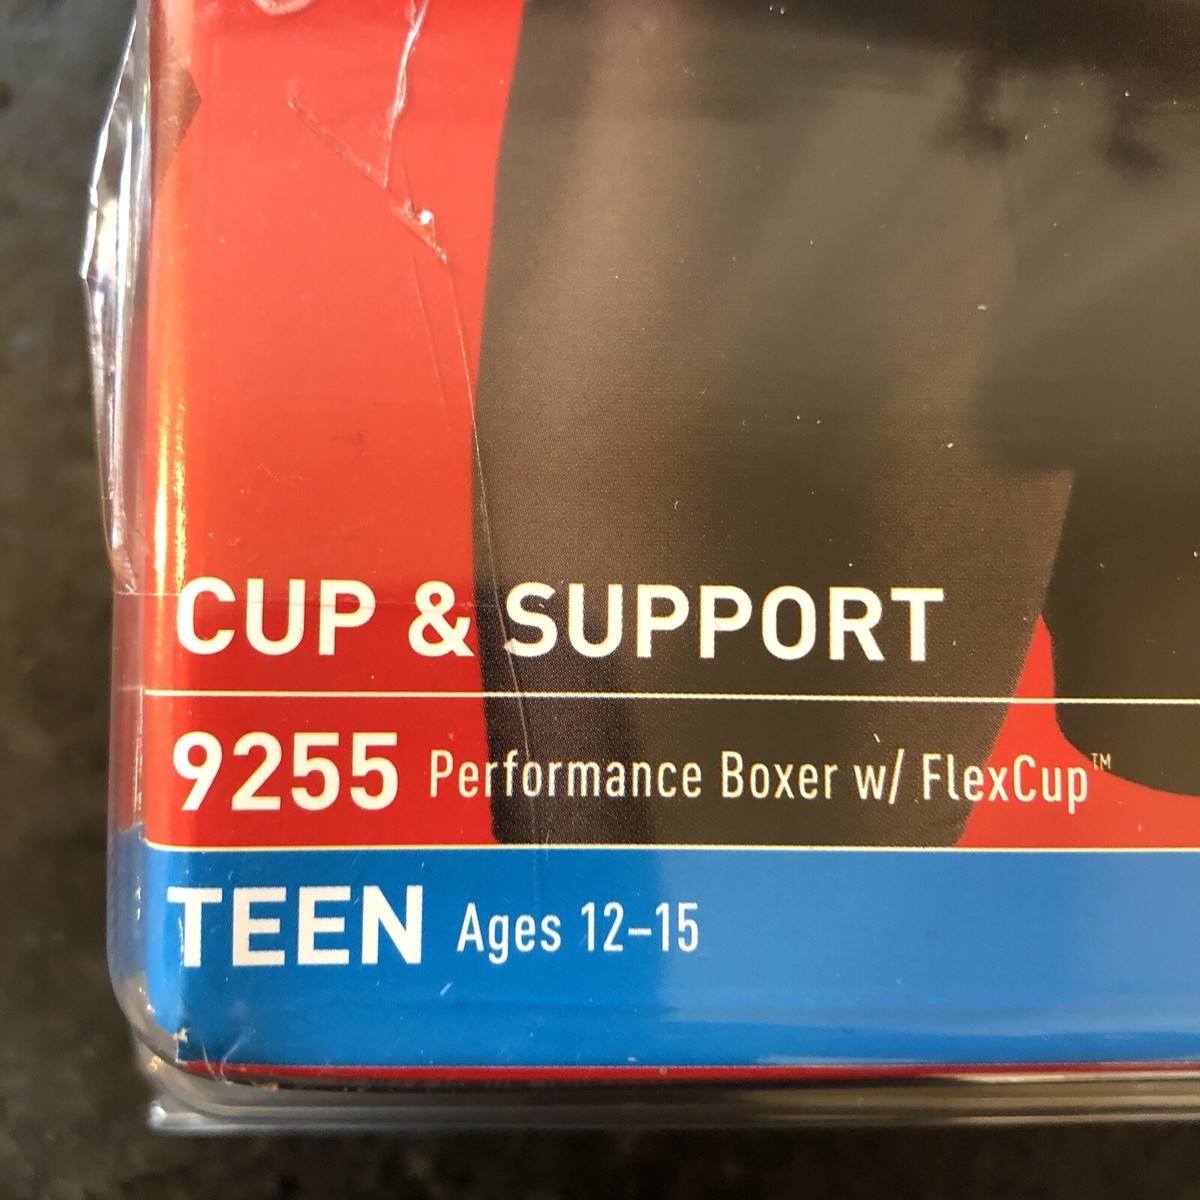 CUP & SUPPORT
9255 Performance Boxer w/ FlexCup™
TEEN Ages 12–15